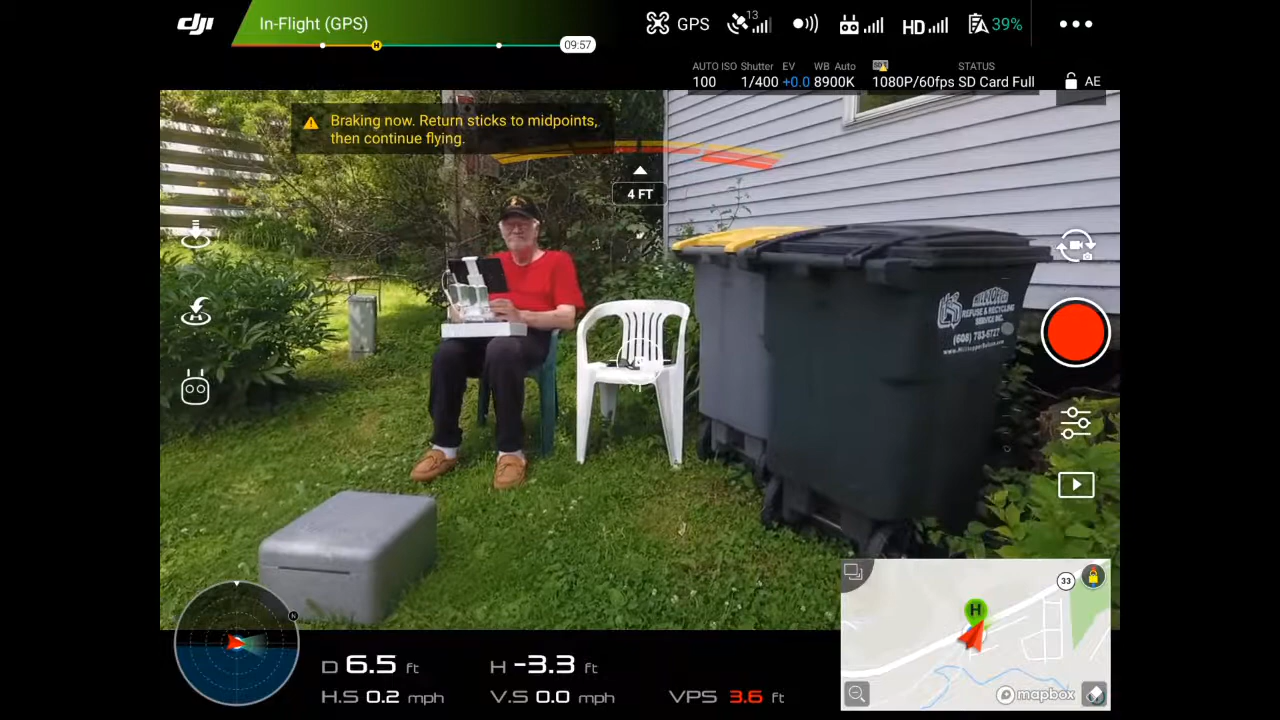 dji
In-Flight (GPS)
09:57
GPS
13
HD
39%
AUTO ISO Shutter EV WB Auto STATUS
100 1/400 +0.0 8900K 1080P/60fps SD Card Full
AE
Braking now. Return sticks to midpoints,
then continue flying.
4 FT
REFUSE & RECYCLING
SERVICE INC.
(608) 783-6727
33
H
N
D 6.5 ft H -3.3 ft
H.S 0.2 mph V.S 0.0 mph VPS 3.6 ft
mapbox